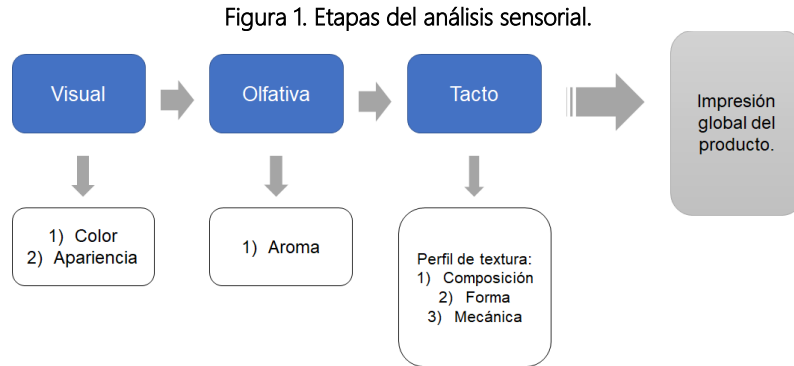 Figura 1. Etapas del análisis sensorial.
Visual
Olfativa
Tacto
Impresión
global del
producto.
1) Color
2) Apariencia
1) Aroma
Perfil de textura:
1) Composición
2) Forma
3) Mecánica